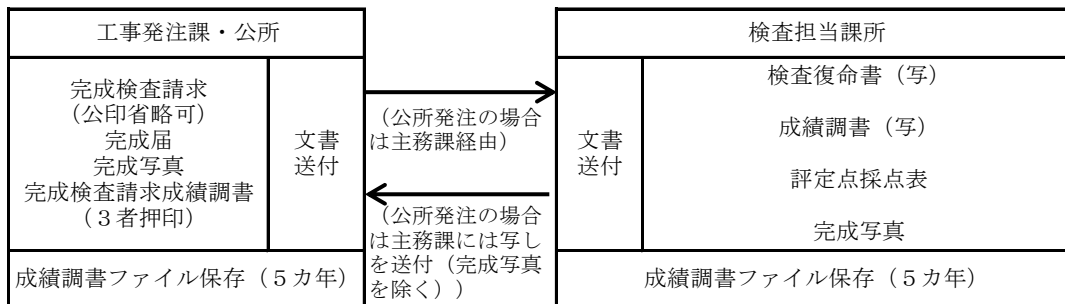 工事発注課・公所
完成検査請求
(公印省略可)
完成届
完成写真
完成検査請求成績調書
(３者押印)
文書
送付
成績調書ファイル保存（５カ年）
（公所発注の場合
は主務課経由）
（公所発注の場合
は主務課には写し
を送付（完成写真
を除く））
検査担当課所
文書
送付
検査復命書（写）
成績調書（写）
評定点採点表
完成写真
成績調書ファイル保存（５カ年）